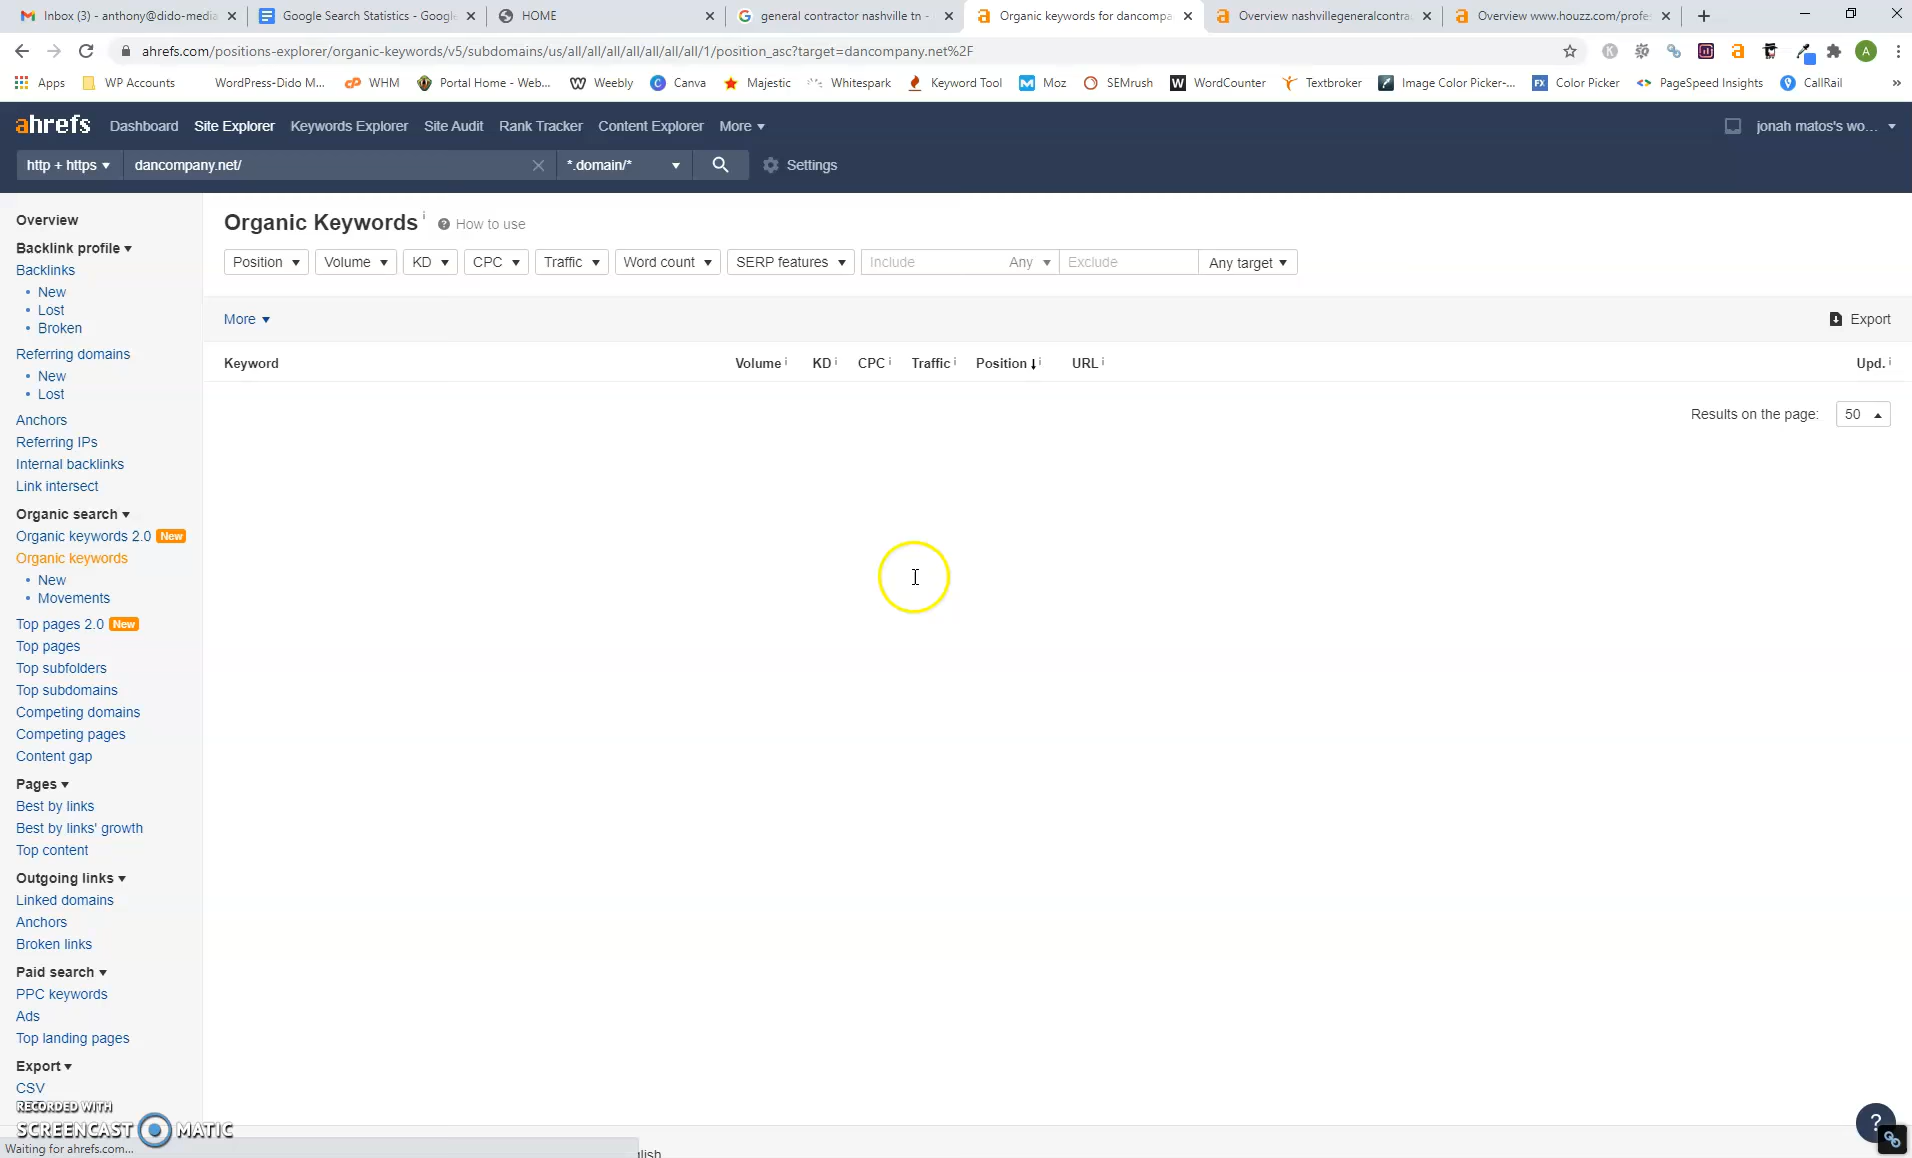 Inbox (3) - anthony@dido-media
Google Search Statistics - Google
HOME
general contractor nashville tn -
Organic keywords for dancompa
Overview nashvillegeneralcontra
Overview www.houzz.com/profe
ahrefs.com/positions-explorer/organic-keywords/v5/subdomains/us/all/all/all/all/all/all/all/1/position_asc?target=dancompany.net%2F
A
Apps
WP Accounts
WordPress-Dido M...
WHM
Portal Home - Web...
Weebly
Canva
Majestic
Whitespark
Keyword Tool
Moz
SEMrush
WordCounter
Textbroker
Image Color Picker-...
Color Picker
PageSpeed Insights
CallRail
»
ahrefs
Dashboard
Site Explorer
Keywords Explorer
Site Audit
Rank Tracker
Content Explorer
More
jonah matos's wo...
http + https
dancompany.net/
*.domain/*
Settings
Overview
Backlink profile
Backlinks
New
Lost
Broken
Referring domains
New
Lost
Anchors
Referring IPs
Internal backlinks
Link intersect
Organic search
Organic keywords 2.0 New
Organic keywords
New
Movements
Top pages 2.0 New
Top pages
Top subfolders
Top subdomains
Competing domains
Competing pages
Content gap
Pages
Best by links
Best by links' growth
Top content
Outgoing links
Linked domains
Anchors
Broken links
Paid search
PPC keywords
Ads
Top landing pages
Export
CSV
Organic Keywords i
? How to use
Position
Volume
KD
CPC
Traffic
Word count
SERP features
Include
Any
Exclude
Any target
More
Export
Keyword
Volume i
KD i
CPC i
Traffic i
Position i
URL i
Upd. i
Results on the page:
50
RECORDED WITH
SCREENCAST MATIC
Waiting for ahrefs.com...
?